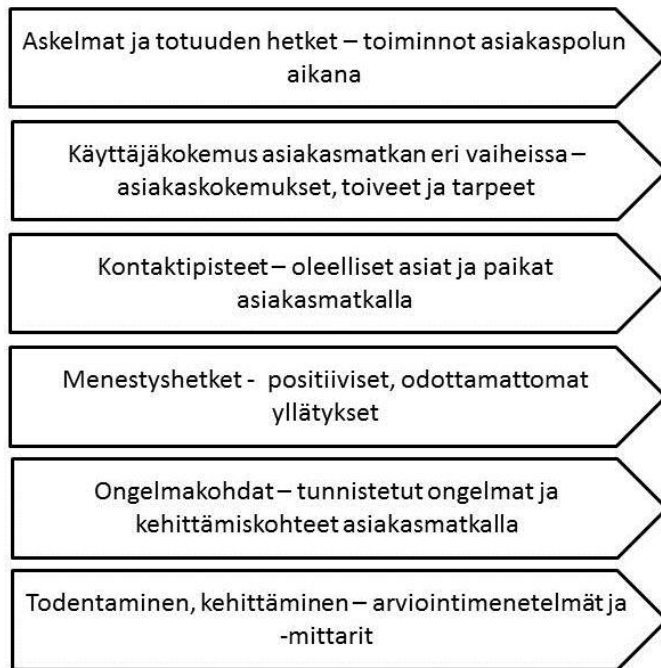 Askelmat ja totuuden hetket – toiminnot asiakaspolun
aikana
Käyttäjäkokemus asiakasmatkan eri vaiheissa –
asiakaskokemukset, toiveet ja tarpeet
Kontaktipisteet – oleelliset asiat ja paikat
asiakasmatkalla
Menestyshetket - positiiviset, odottamattomat
yllätykset
Ongelmakohdat – tunnistetut ongelmat ja
kehittämiskohteet asiakasmatkalla
Todentaminen, kehittäminen – arviointimenetelmät ja
-mittarit